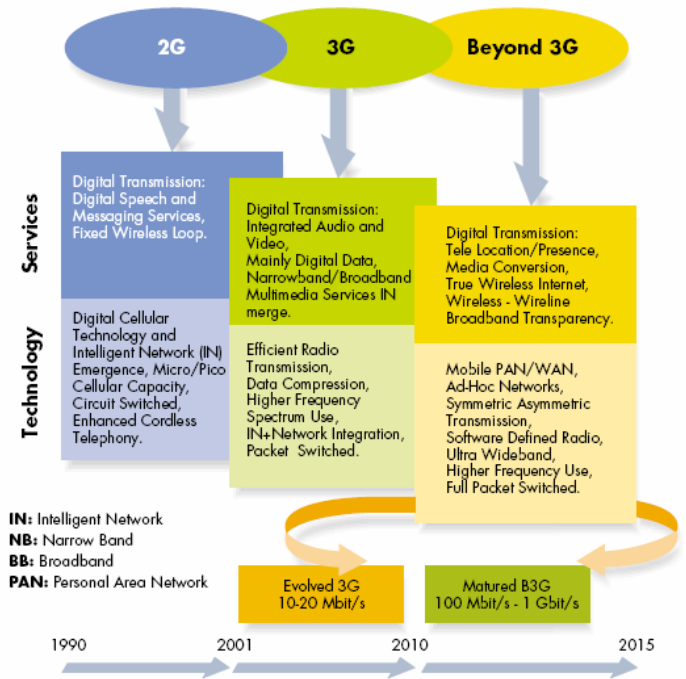 2G
3G
Beyond 3G
Services
Digital Transmission:
Digital Speech and
Messaging Services,
Fixed Wireless Loop.
Digital Transmission:
Integrated Audio and
Video,
Mainly Digital Data,
Narrowband/Broadband
Multimedia Services IN
merge.
Digital Transmission:
Tele Location/Presence,
Media Conversion,
True Wireless Internet,
Wireless - Wireline
Broadband Transparency.
Technology
Digital Cellular
Technology and
Intelligent Network (IN)
Emergence, Micro/Pico
Cellular Capacity,
Circuit Switched,
Enhanced Cordless
Telephony.
Efficient Radio
Transmission,
Data Compression,
Higher Frequency
Spectrum Use,
IN+Network Integration,
Packet Switched.
Mobile PAN/WAN,
Ad-Hoc Networks,
Symmetric Asymmetric
Transmission,
Software Defined Radio,
Ultra Wideband,
Higher Frequency Use,
Full Packet Switched.
IN: Intelligent Network
NB: Narrow Band
BB: Broadband
PAN: Personal Area Network
Evolved 3G
10-20 Mbit/s
Matured B3G
100 Mbit/s - 1 Gbit/s
1990
2001
2010
2015